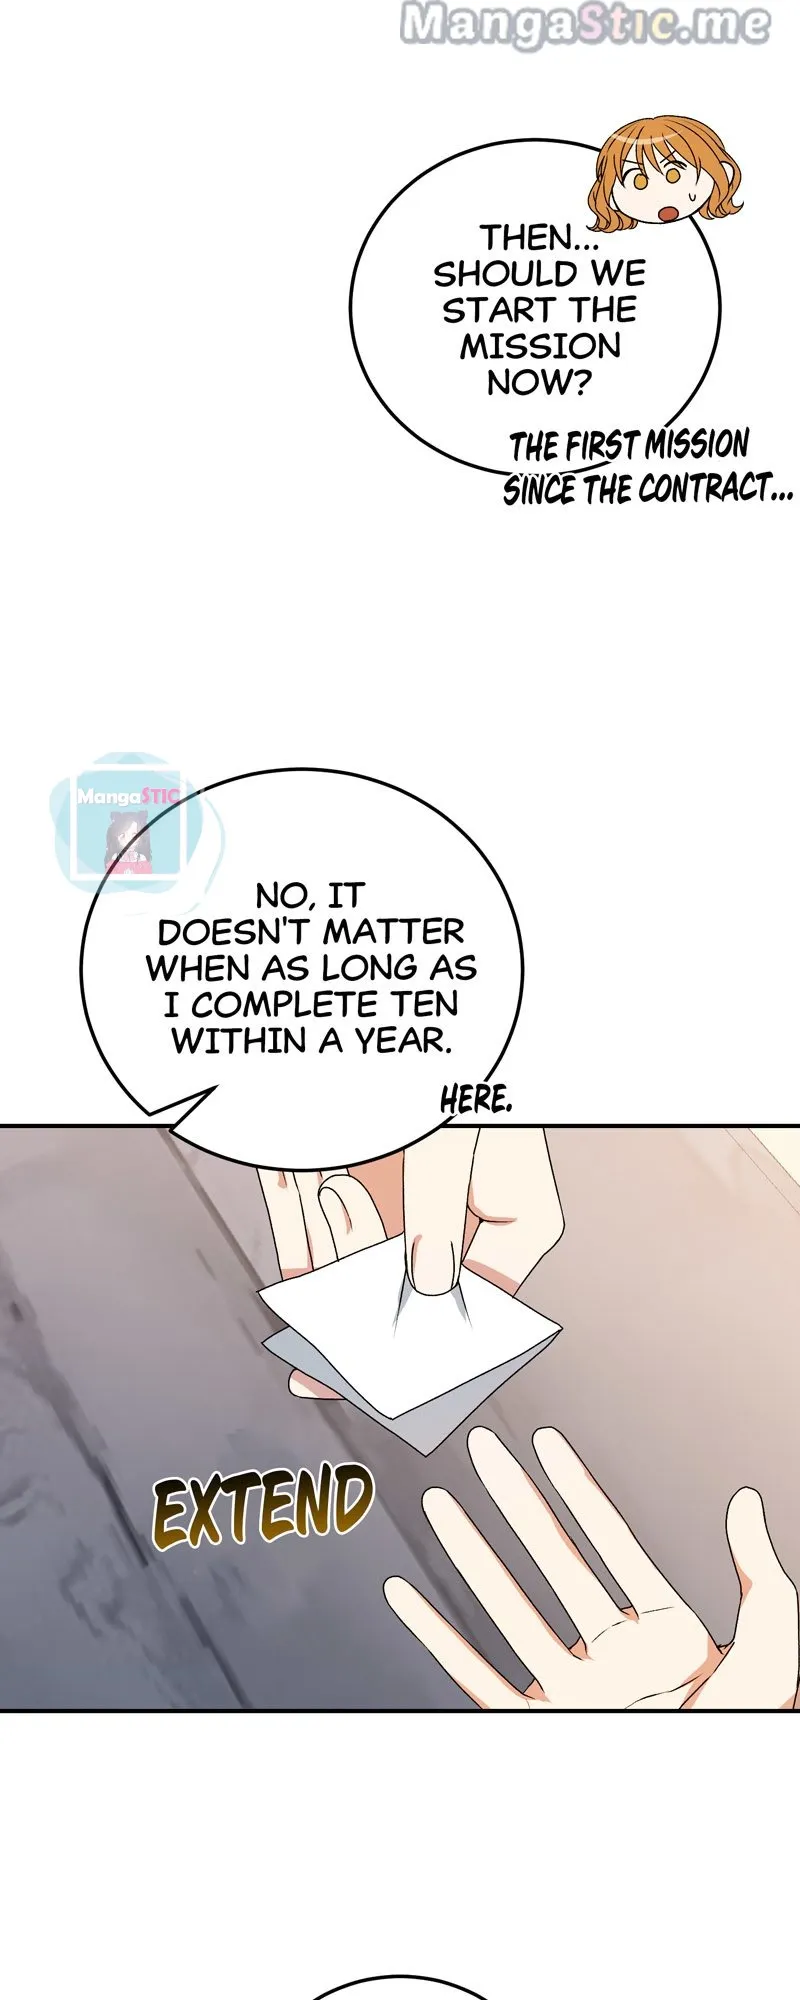 MangaStic.me
THEN...
SHOULD WE
START THE
MISSION
NOW?
THE FIRST MISSION
SINCE THE CONTRACT...
MangaSTIC
NO, IT
DOESN'T MATTER
WHEN AS LONG AS
I COMPLETE TEN
WITHIN A YEAR.
HERE.
EXTEND